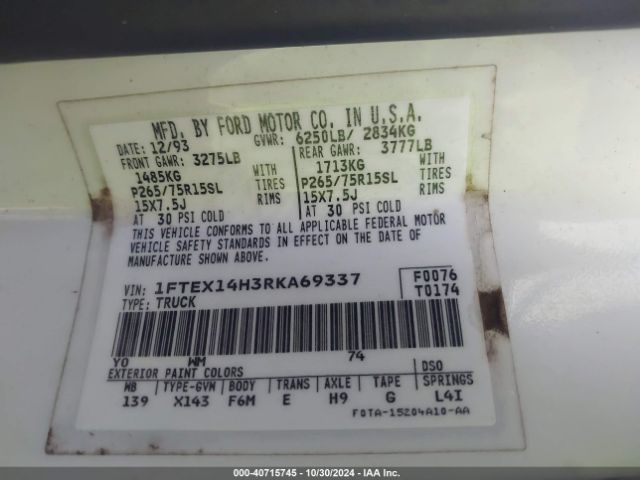 MFD. BY FORD MOTOR CO. IN U.S.A.
DATE: 12/93 GVWR: 6250LB/ 2834KG
FRONT GAWR: 3275LB REAR GAWR: 3777LB
1485KG WITH 1713KG WITH
P265/75R15SL TIRES P265/75R15SL TIRES
15X7.5J RIMS 15X7.5J RIMS
AT 30 PSI COLD AT 30 PSI COLD
THIS VEHICLE CONFORMS TO ALL APPLICABLE FEDERAL MOTOR
VEHICLE SAFETY STANDARDS IN EFFECT ON THE DATE OF
MANUFACTURE SHOWN ABOVE.
VIN: 1FTEX14H3RKA69337 F0076
TYPE: TRUCK T0174
YO WM 74
EXTERIOR PAINT COLORS DSO
WB TYPE-GVN BODY TRANS AXLE TAPE SPRINGS
139 X143 F6M E H9 G L4I
FOTA-15204A10-AA
000-40715745 - 10/30/2024 - IAA Inc.